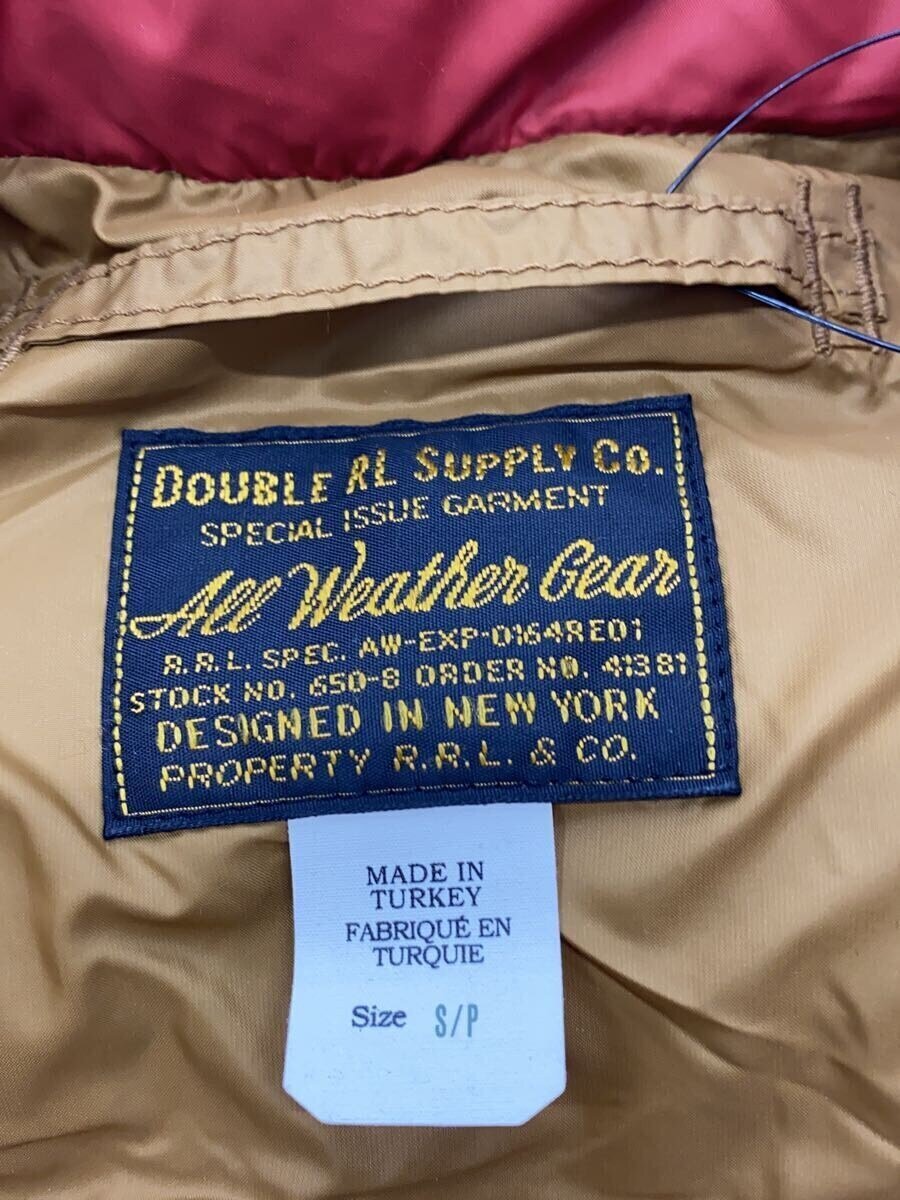 DOUBLE RL SUPPLY CO.
SPECIAL ISSUE GARMENT
All Weather Gear
R.R.L. SPEC. AW-EXP-0164RE01
STOCK NO. 650-8 ORDER NO. 41381
DESIGNED IN NEW YORK
PROPERTY R.R.L. & CO.
MADE IN
TURKEY
FABRIQUÉ EN
TURQUIE
Size S/P